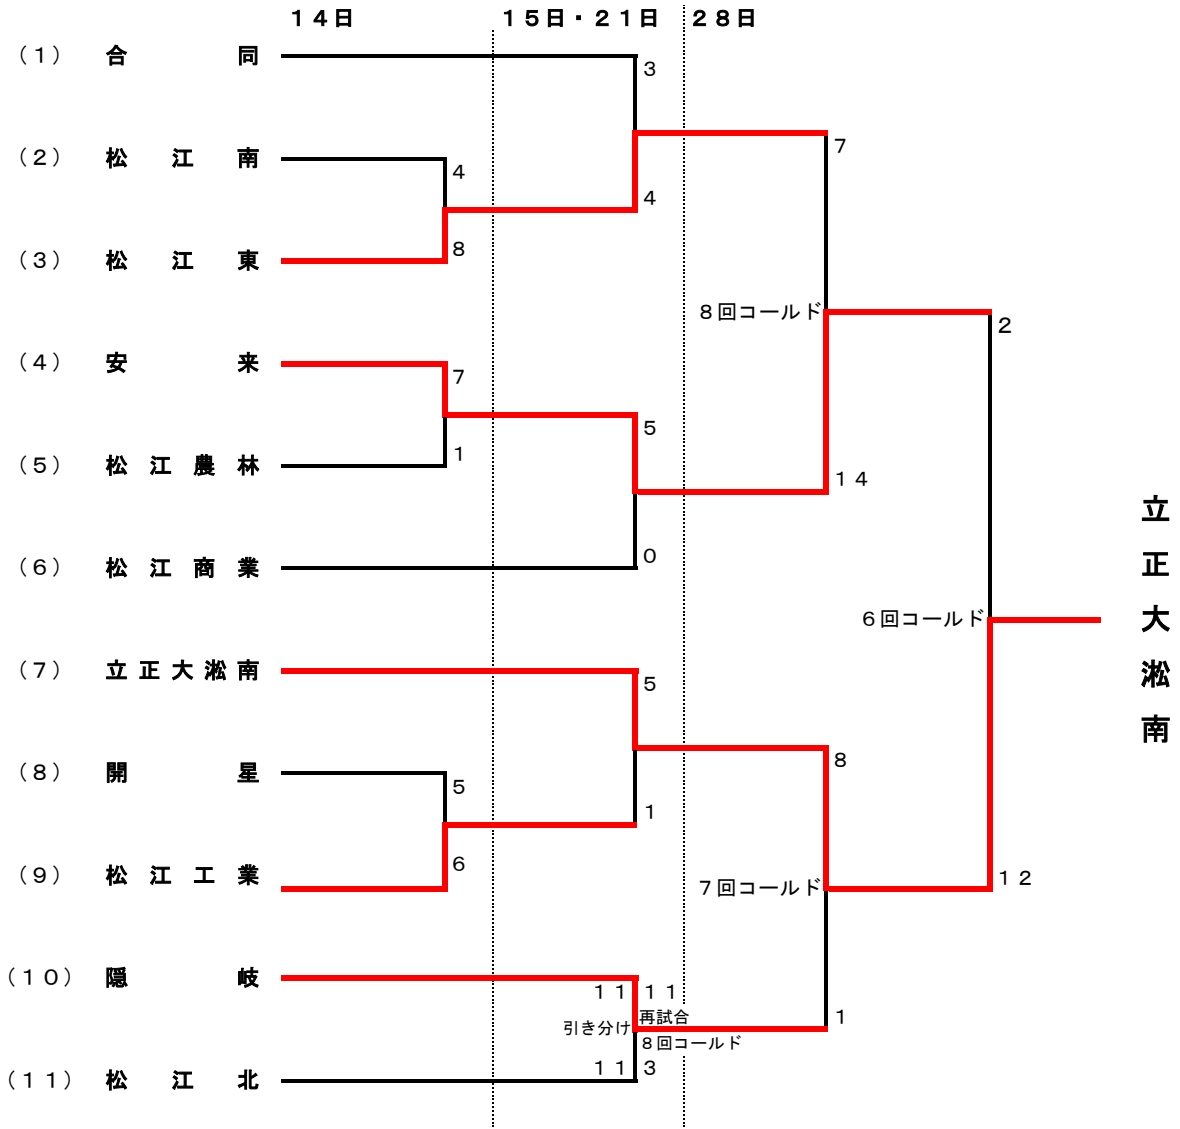 １４日
１５日・２１日
２８日
（１） 合同
3
7
（２） 松江南
4
4
（３） 松江東
8
8回コールド
2
（４） 安来
7
5
14
（５） 松江農林
1
（６） 松江商業
0
6回コールド
立正大淞南
（７） 立正大淞南
5
8
（８） 開星
5
1
（９） 松江工業
6
7回コールド
12
（１０） 隠岐
11
11
引き分け
再試合
8回コールド
1
（１１） 松江北
11
3